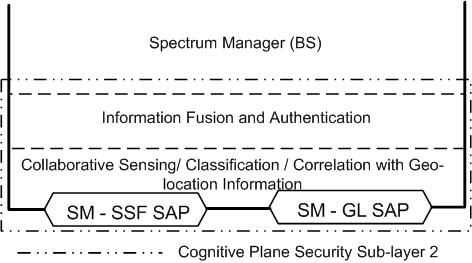 Spectrum Manager (BS)
Information Fusion and Authentication
Collaborative Sensing/ Classification / Correlation with Geo-
location Information
SM - SSF SAP
SM - GL SAP
Cognitive Plane Security Sub-layer 2